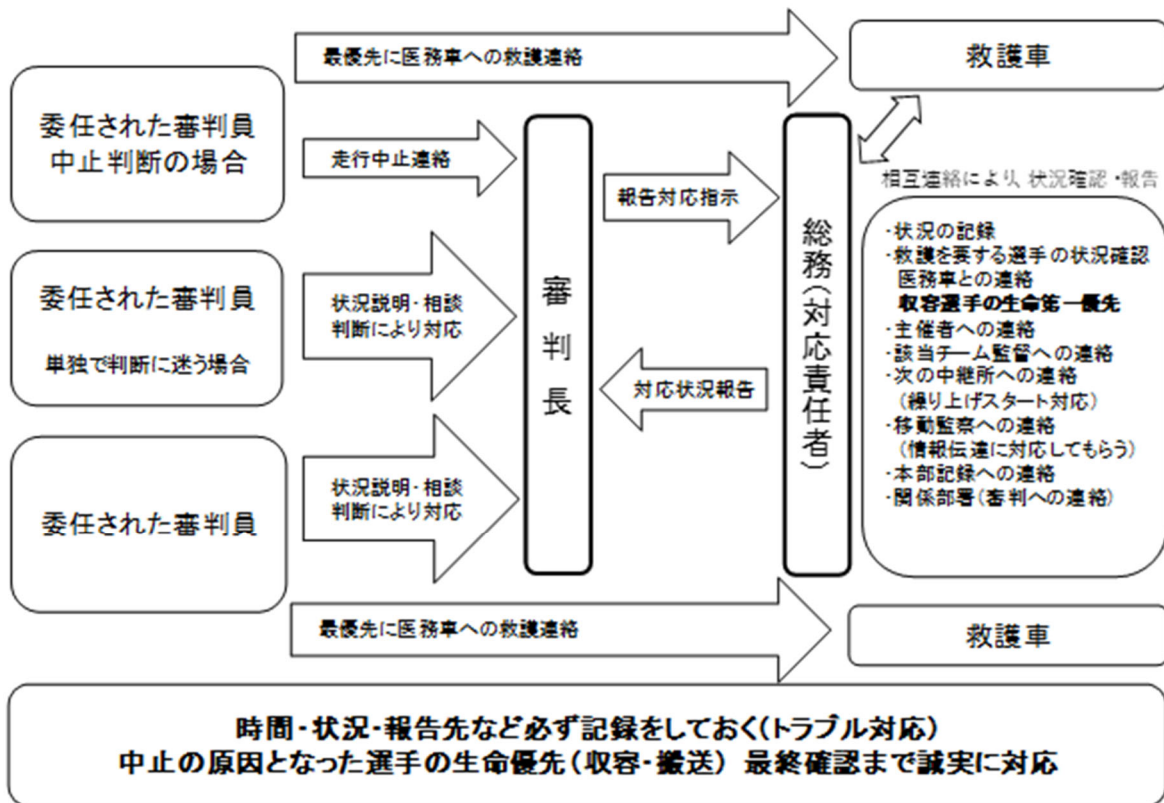 最優先に医務車への救護連絡
救護車
委任された審判員
中止判断の場合
走行中止連絡
報告対応指示
相互連絡により、状況確認・報告
審判長
総務(対応責任者)
・状況の記録
・救護を要する選手の状況確認
医務車との連絡
収容選手の生命第一優先
・主催者への連絡
・該当チーム監督への連絡
・次の中継所への連絡
(繰り上げスタート対応)
・移動監察への連絡
(情報伝達に対応してもらう)
・本部記録への連絡
・関係部署(審判への連絡)
委任された審判員
単独で判断に迷う場合
状況説明・相談
判断により対応
対応状況報告
委任された審判員
状況説明・相談
判断により対応
最優先に医務車への救護連絡
救護車
時間・状況・報告先など必ず記録をしておく(トラブル対応)
中止の原因となった選手の生命優先(収容・搬送) 最終確認まで誠実に対応